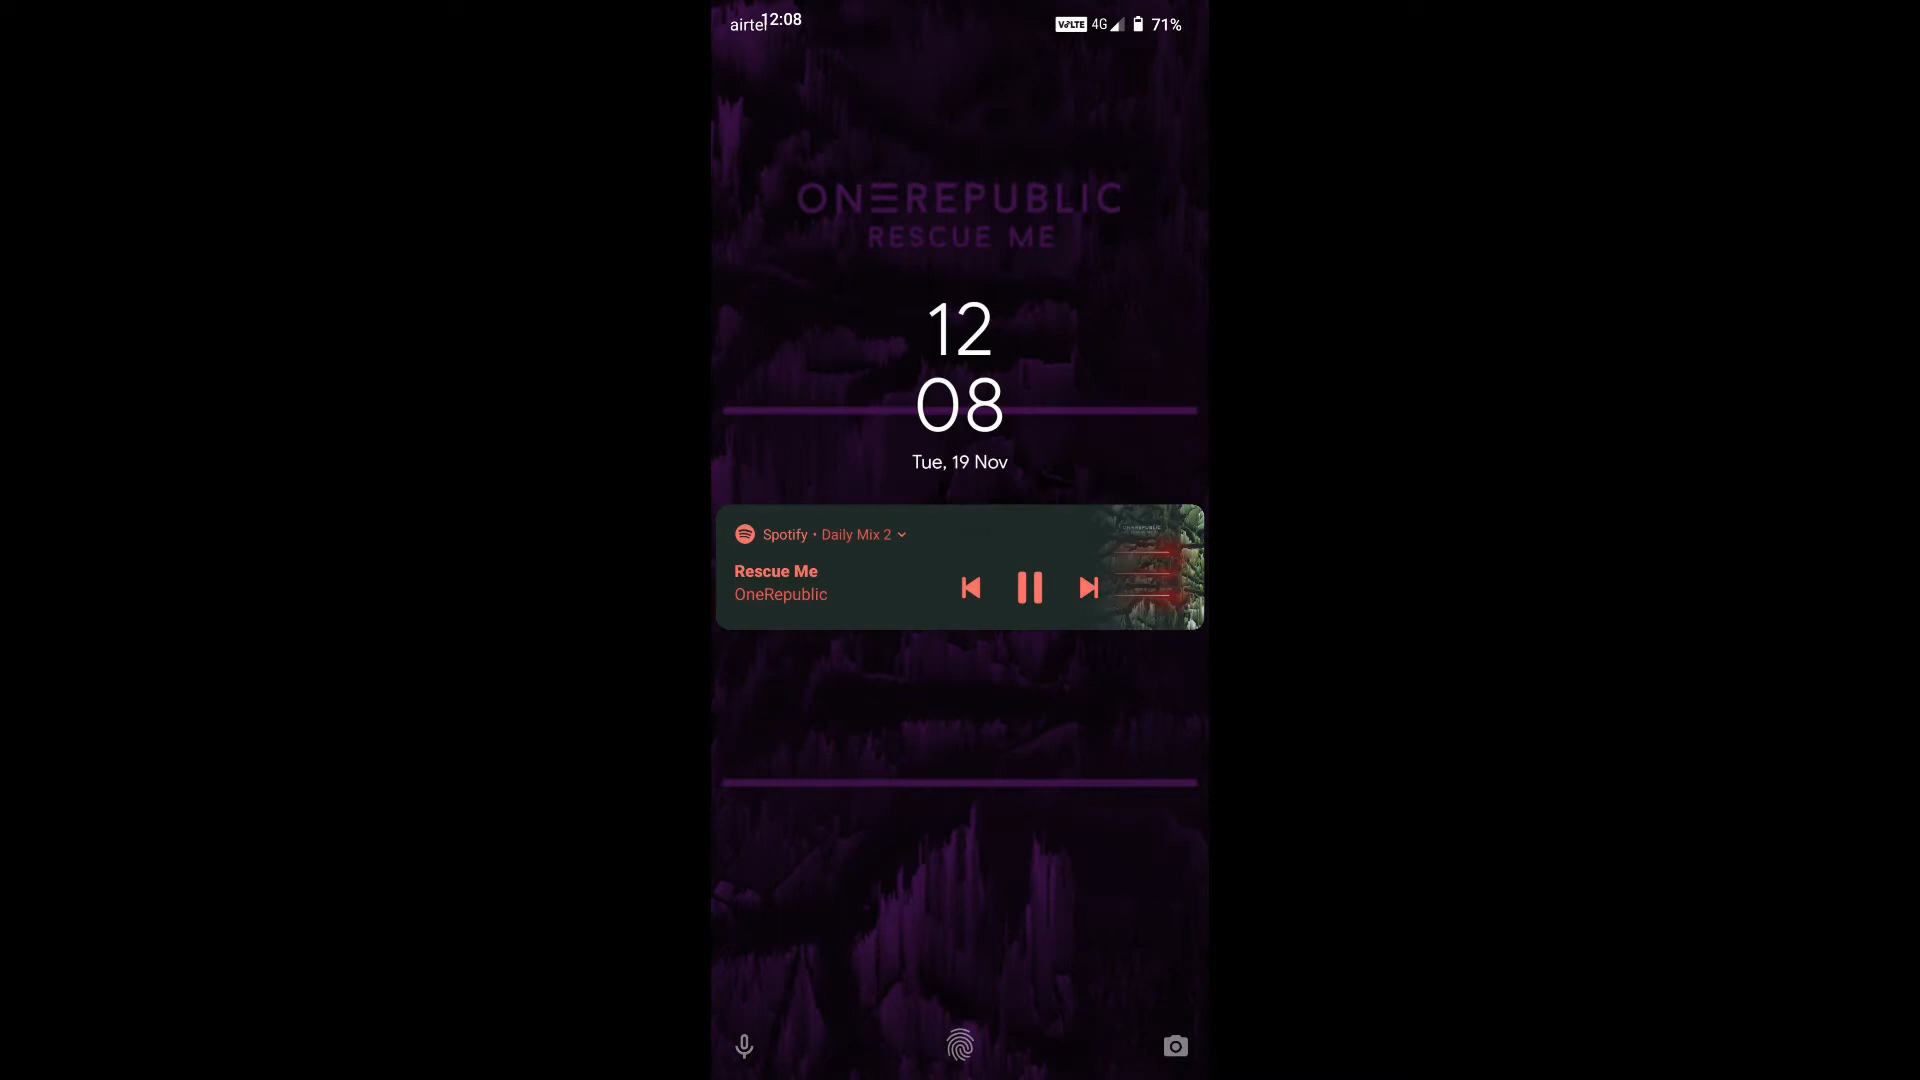 airtel 12:08 VoLTE 4G 71%
ONEREPUBLIC
RESCUE ME
12
08
Tue, 19 Nov
Spotify • Daily Mix 2
Rescue Me
OneRepublic
ONEREPUBLIC